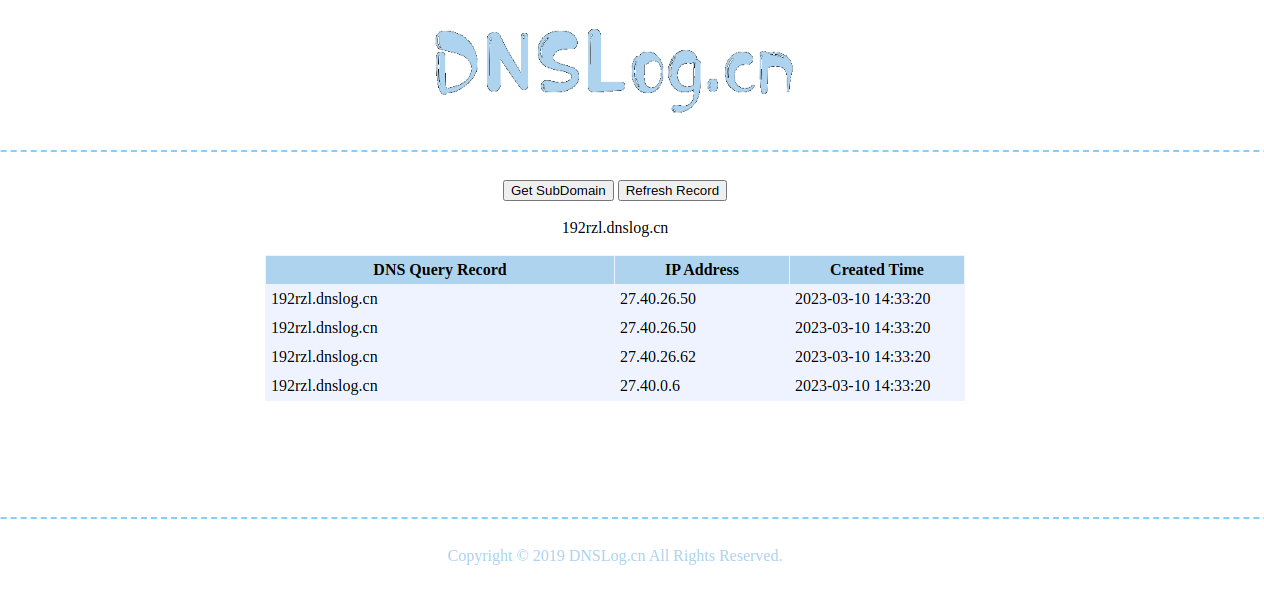 DNSLog.cn
Get SubDomain Refresh Record
192rzl.dnslog.cn
DNS Query Record IP Address Created Time
192rzl.dnslog.cn 27.40.26.50 2023-03-10 14:33:20
192rzl.dnslog.cn 27.40.26.50 2023-03-10 14:33:20
192rzl.dnslog.cn 27.40.26.62 2023-03-10 14:33:20
192rzl.dnslog.cn 27.40.0.6 2023-03-10 14:33:20
Copyright © 2019 DNSLog.cn All Rights Reserved.